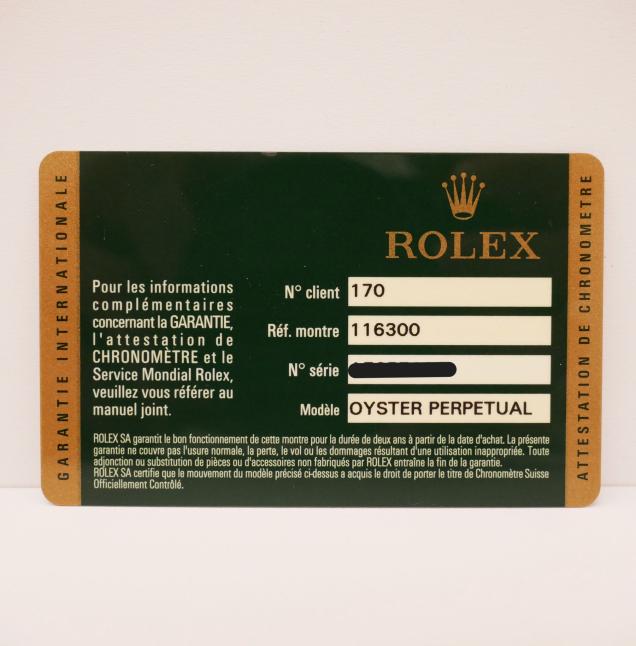 GARANTIE INTERNATIONALE
ROLEX
Pour les informations
complémentaires
concernant la GARANTIE,
l'attestation de
CHRONOMÈTRE et le
Service Mondial Rolex,
veuillez vous référer au
manuel joint.
N° client 170
Réf. montre 116300
N° série
Modèle OYSTER PERPETUAL
ROLEX SA garantit le bon fonctionnement de cette montre pour la durée de deux ans à partir de la date d'achat. La présente
garantie ne couvre pas l'usure normale, la perte, le vol ou les dommages résultant d'une utilisation inappropriée. Toute
adjonction ou substitution de pièces ou d'accessoires non fabriqués par ROLEX entraîne la fin de la garantie.
ROLEX SA certifie que le mouvement du modèle précisé ci-dessus a acquis le droit de porter le titre de Chronomètre Suisse
Officiellement Contrôlé.
ATTESTATION DE CHRONOMETRE